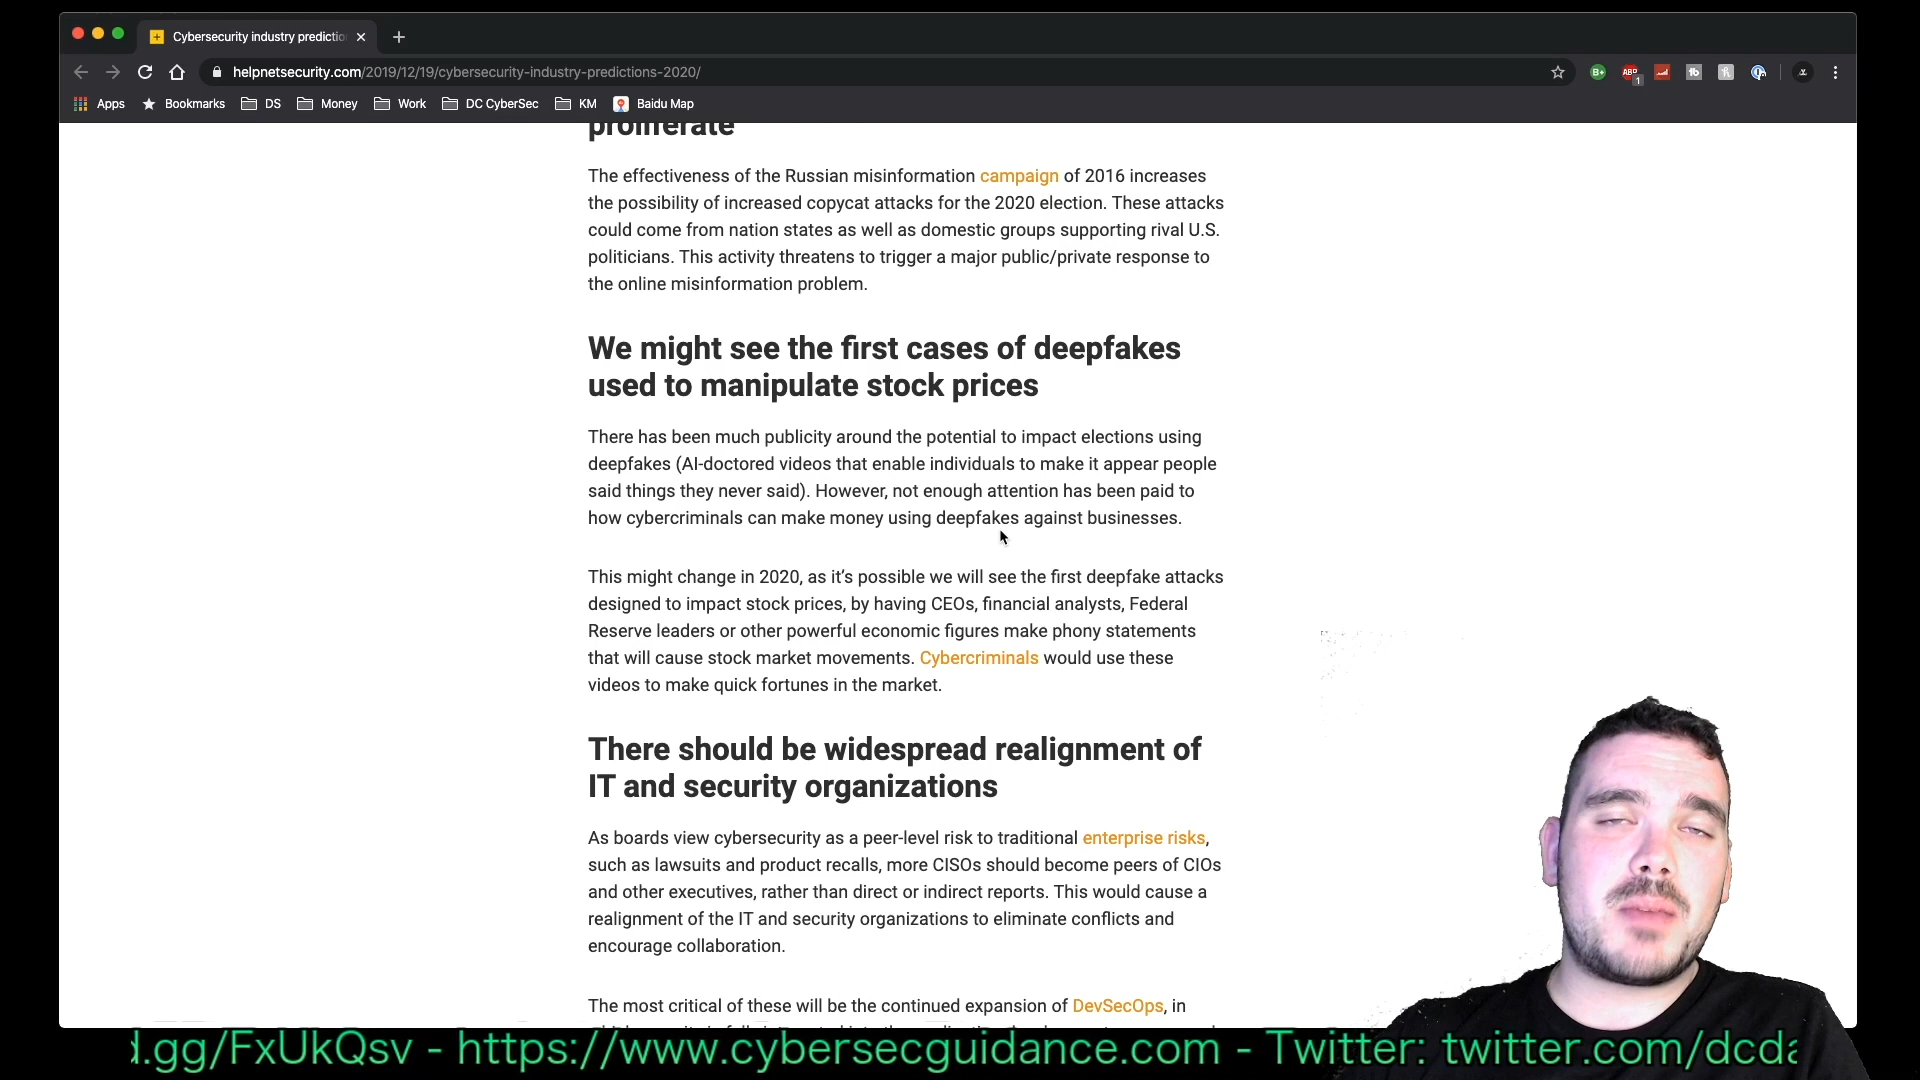 Cybersecurity industry predictio
helpnetsecurity.com/2019/12/19/cybersecurity-industry-predictions-2020/
B+
ABP
1
Apps
Bookmarks
DS
Money
Work
DC CyberSec
KM
Baidu Map
proliferate
The effectiveness of the Russian misinformation campaign of 2016 increases
the possibility of increased copycat attacks for the 2020 election. These attacks
could come from nation states as well as domestic groups supporting rival U.S.
politicians. This activity threatens to trigger a major public/private response to
the online misinformation problem.
We might see the first cases of deepfakes
used to manipulate stock prices
There has been much publicity around the potential to impact elections using
deepfakes (AI-doctored videos that enable individuals to make it appear people
said things they never said). However, not enough attention has been paid to
how cybercriminals can make money using deepfakes against businesses.
This might change in 2020, as it’s possible we will see the first deepfake attacks
designed to impact stock prices, by having CEOs, financial analysts, Federal
Reserve leaders or other powerful economic figures make phony statements
that will cause stock market movements. Cybercriminals would use these
videos to make quick fortunes in the market.
There should be widespread realignment of
IT and security organizations
As boards view cybersecurity as a peer-level risk to traditional enterprise risks,
such as lawsuits and product recalls, more CISOs should become peers of CIOs
and other executives, rather than direct or indirect reports. This would cause a
realignment of the IT and security organizations to eliminate conflicts and
encourage collaboration.
The most critical of these will be the continued expansion of DevSecOps, in
d.gg/FxUkQsv - https://www.cybersecguidance.com - Twitter: twitter.com/dcda